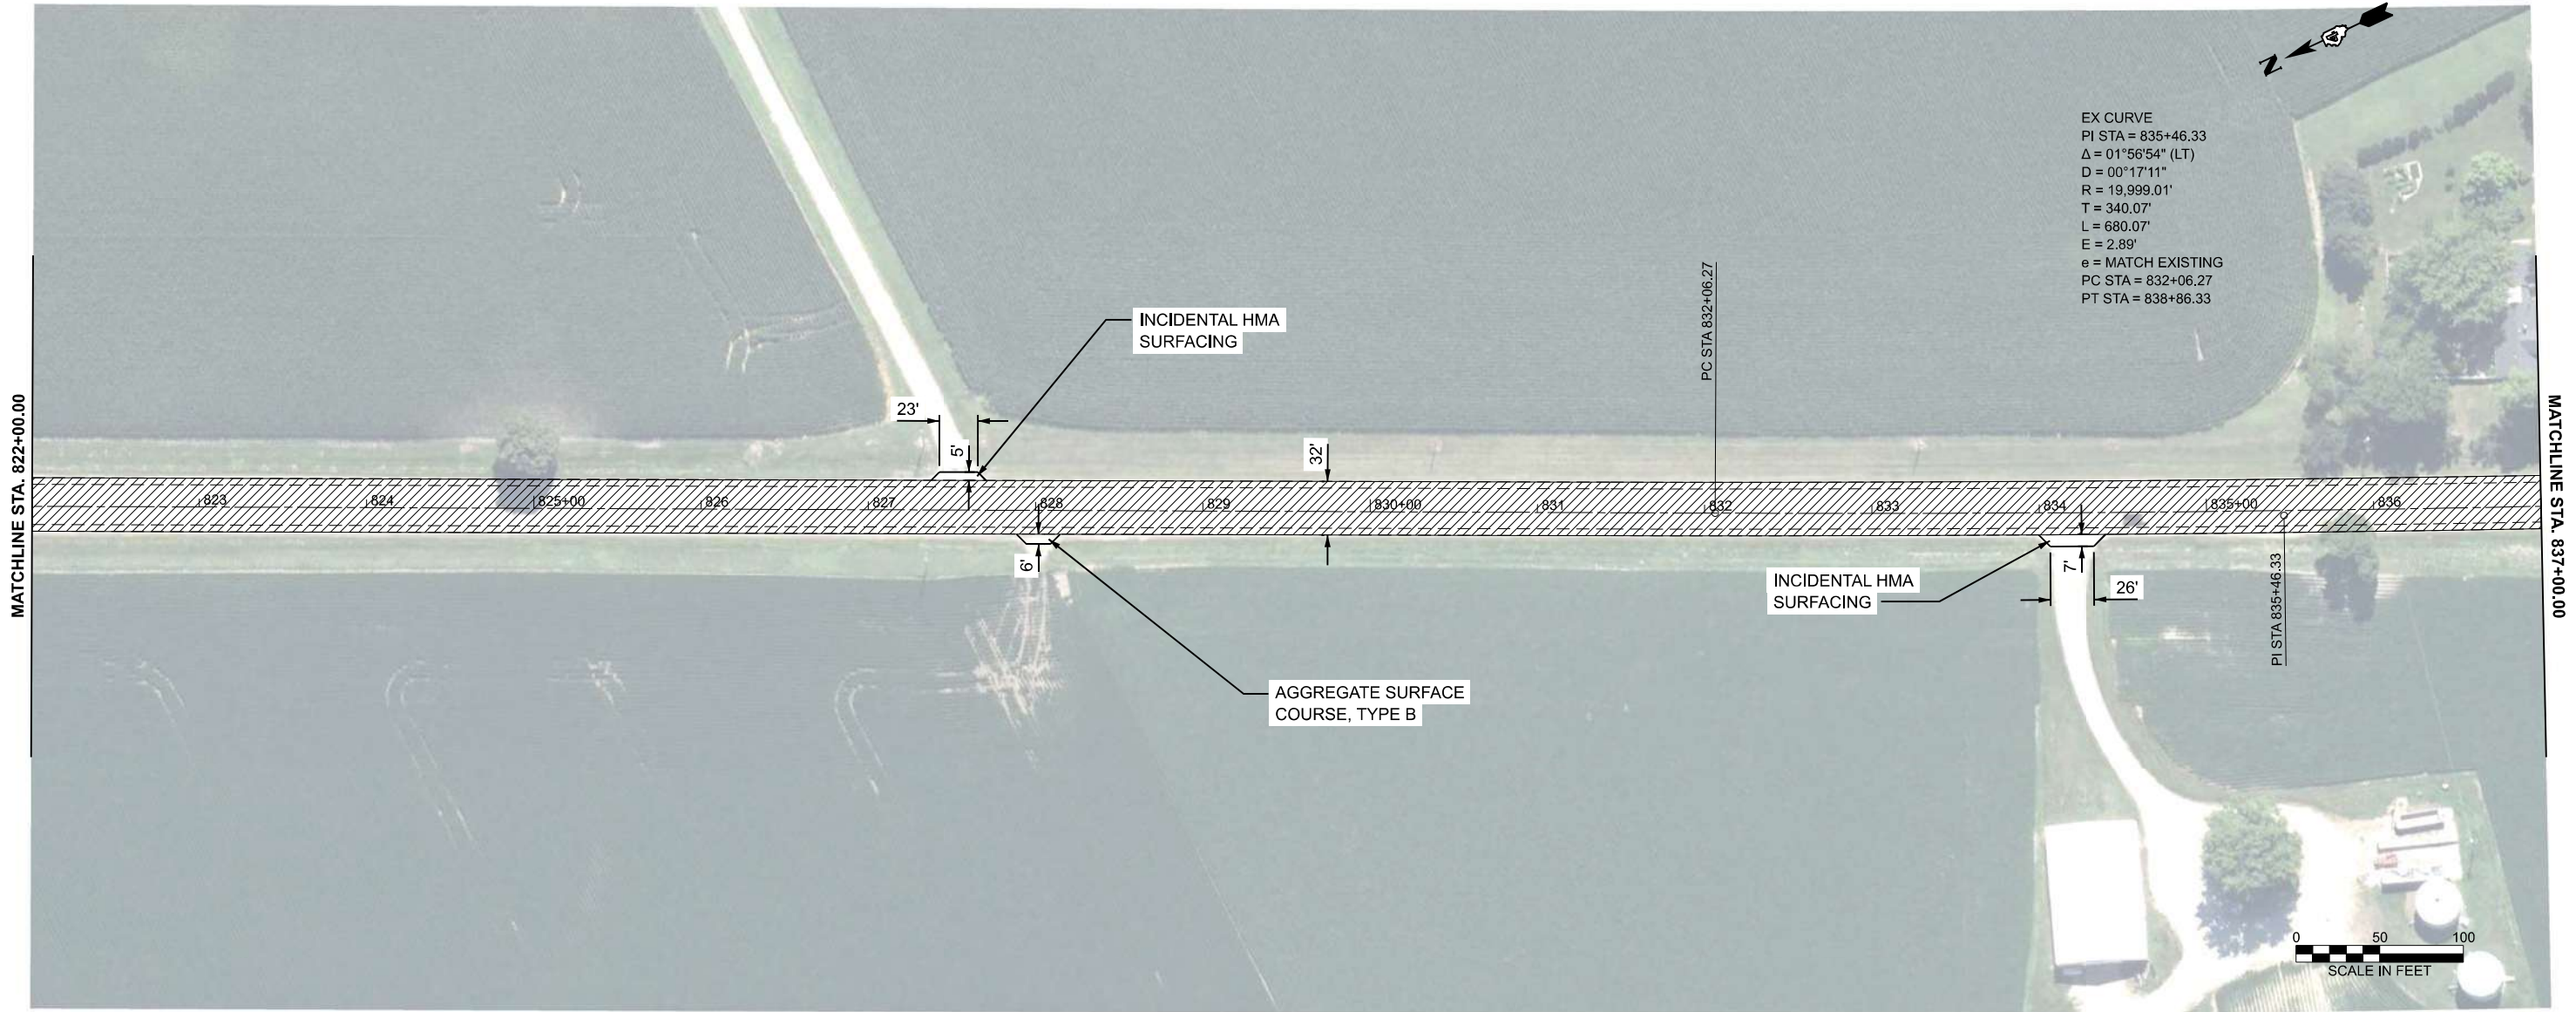 N
EX CURVE
PI STA = 835+46.33
Δ = 01°56'54" (LT)
D = 00°17'11"
R = 19,999.01'
T = 340.07'
L = 680.07'
E = 2.89'
e = MATCH EXISTING
PC STA = 832+06.27
PT STA = 838+86.33
MATCHLINE STA. 822+00.00
INCIDENTAL HMA
SURFACING
23'
5'
32'
PC STA 832+06.27
823
824
825+00
826
827
828
829
830+00
831
832
833
834
835+00
836
6'
AGGREGATE SURFACE
COURSE, TYPE B
INCIDENTAL HMA
SURFACING
7'
26'
PI STA 835+46.33
MATCHLINE STA. 837+00.00
0 50 100
SCALE IN FEET